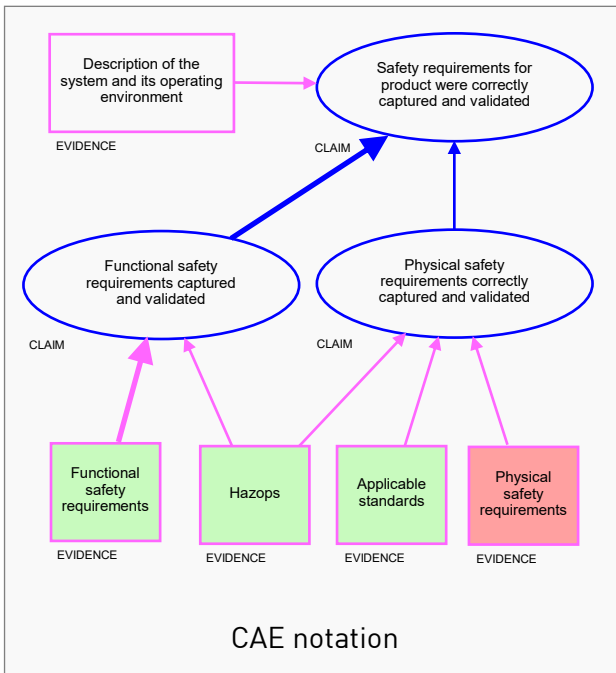 Description of the
system and its operating
environment
EVIDENCE
Safety requirements for
product were correctly
captured and validated
CLAIM
Functional safety
requirements captured
and validated
CLAIM
Physical safety
requirements correctly
captured and validated
CLAIM
Functional
safety
requirements
EVIDENCE
Hazops
EVIDENCE
Applicable
standards
EVIDENCE
Physical
safety
requirements
EVIDENCE
CAE notation